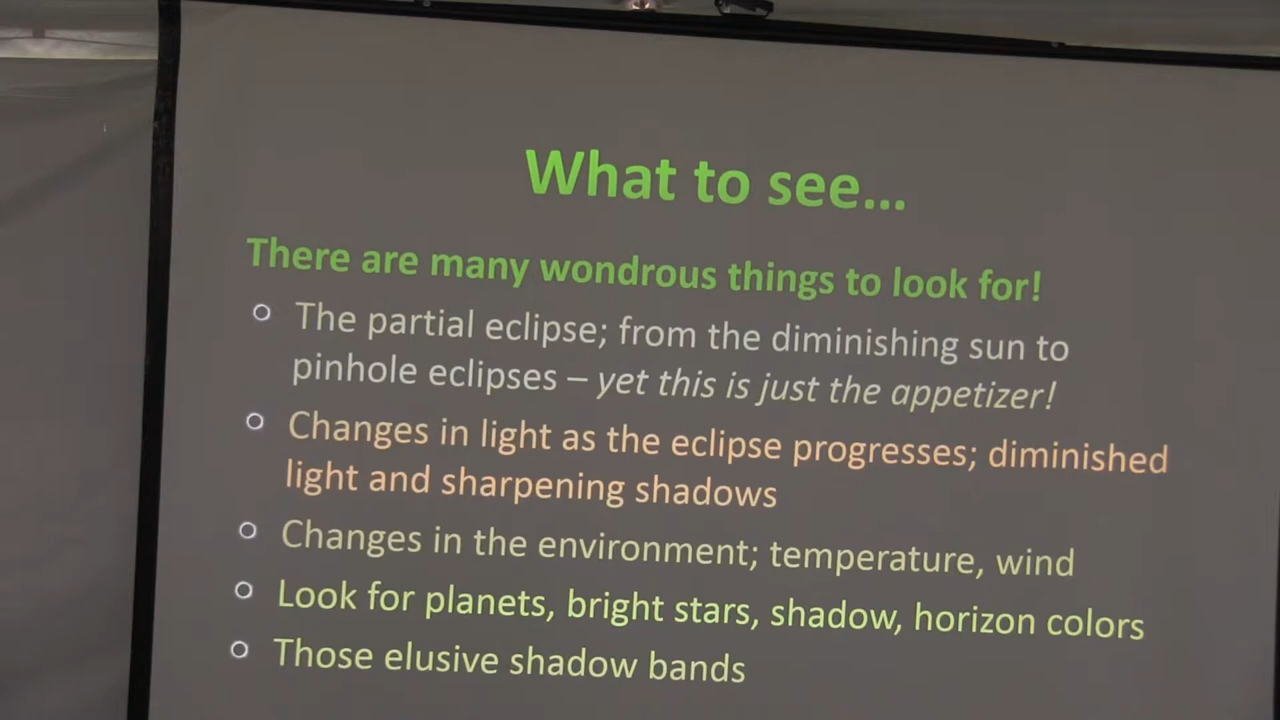 What to see...
There are many wondrous things to look for!
The partial eclipse; from the diminishing sun to
pinhole eclipses – yet this is just the appetizer!
Changes in light as the eclipse progresses; diminished
light and sharpening shadows
Changes in the environment; temperature, wind
Look for planets, bright stars, shadow, horizon colors
Those elusive shadow bands